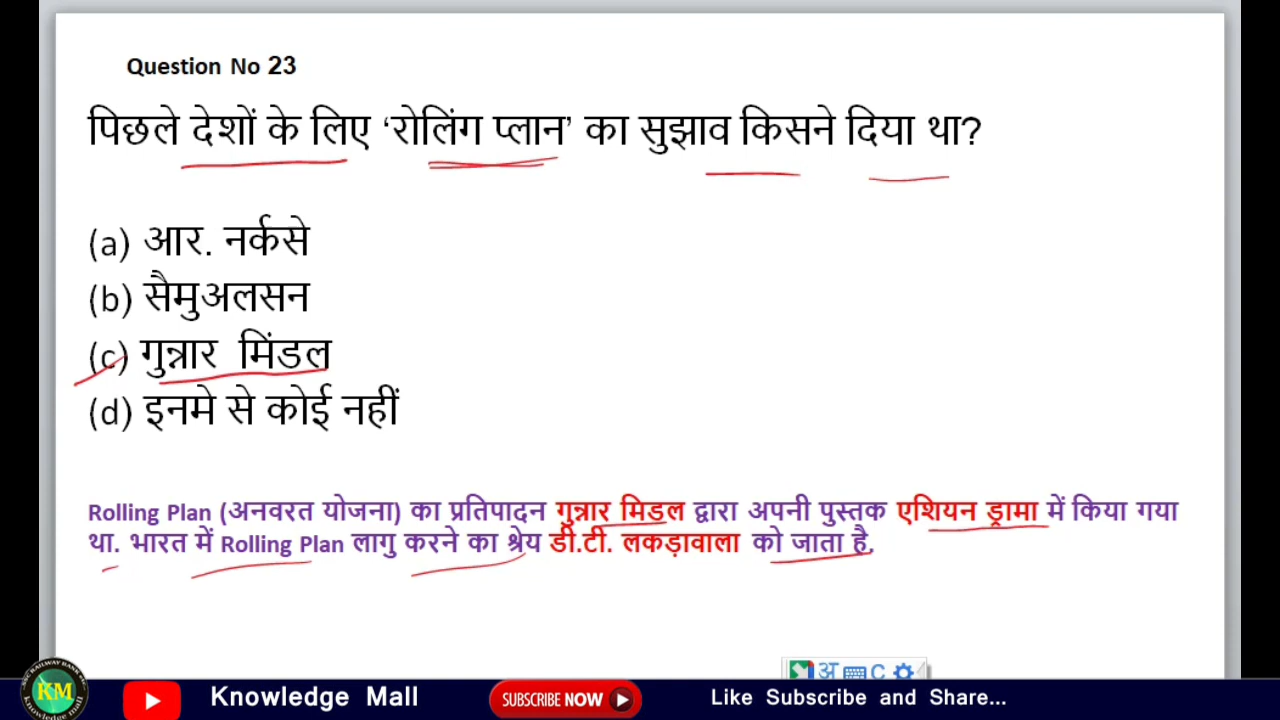 Question No 23
पिछले देशों के लिए ‘रोलिंग प्लान’ का सुझाव किसने दिया था?
(a) आर. नर्कसे
(b) सैमुअलसन
(c) गुन्नार मिंडल
(d) इनमे से कोई नहीं
Rolling Plan (अनवरत योजना) का प्रतिपादन गुन्नार मिडल द्वारा अपनी पुस्तक एशियन ड्रामा में किया गया
था. भारत में Rolling Plan लागु करने का श्रेय डी.टी. लकड़ावाला को जाता है.
अ
KM
Knowledge Mall
SUBSCRIBE NOW
Like Subscribe and Share...